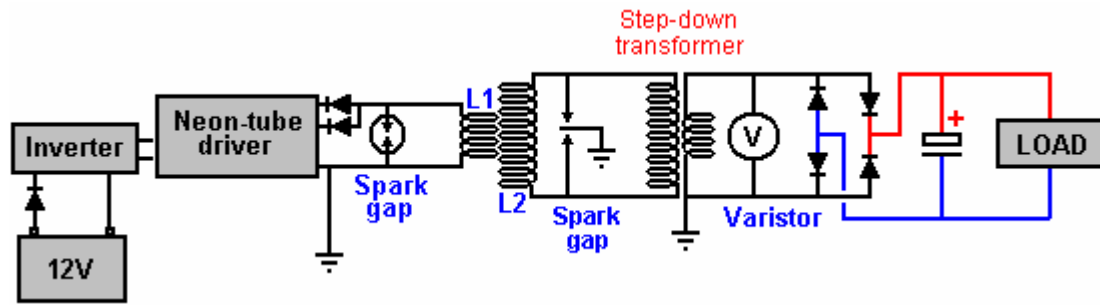 Step-down
transformer
L1
Neon-tube
driver
Inverter
V
+
LOAD
Spark
gap
L2
Spark
gap
Varistor
12V